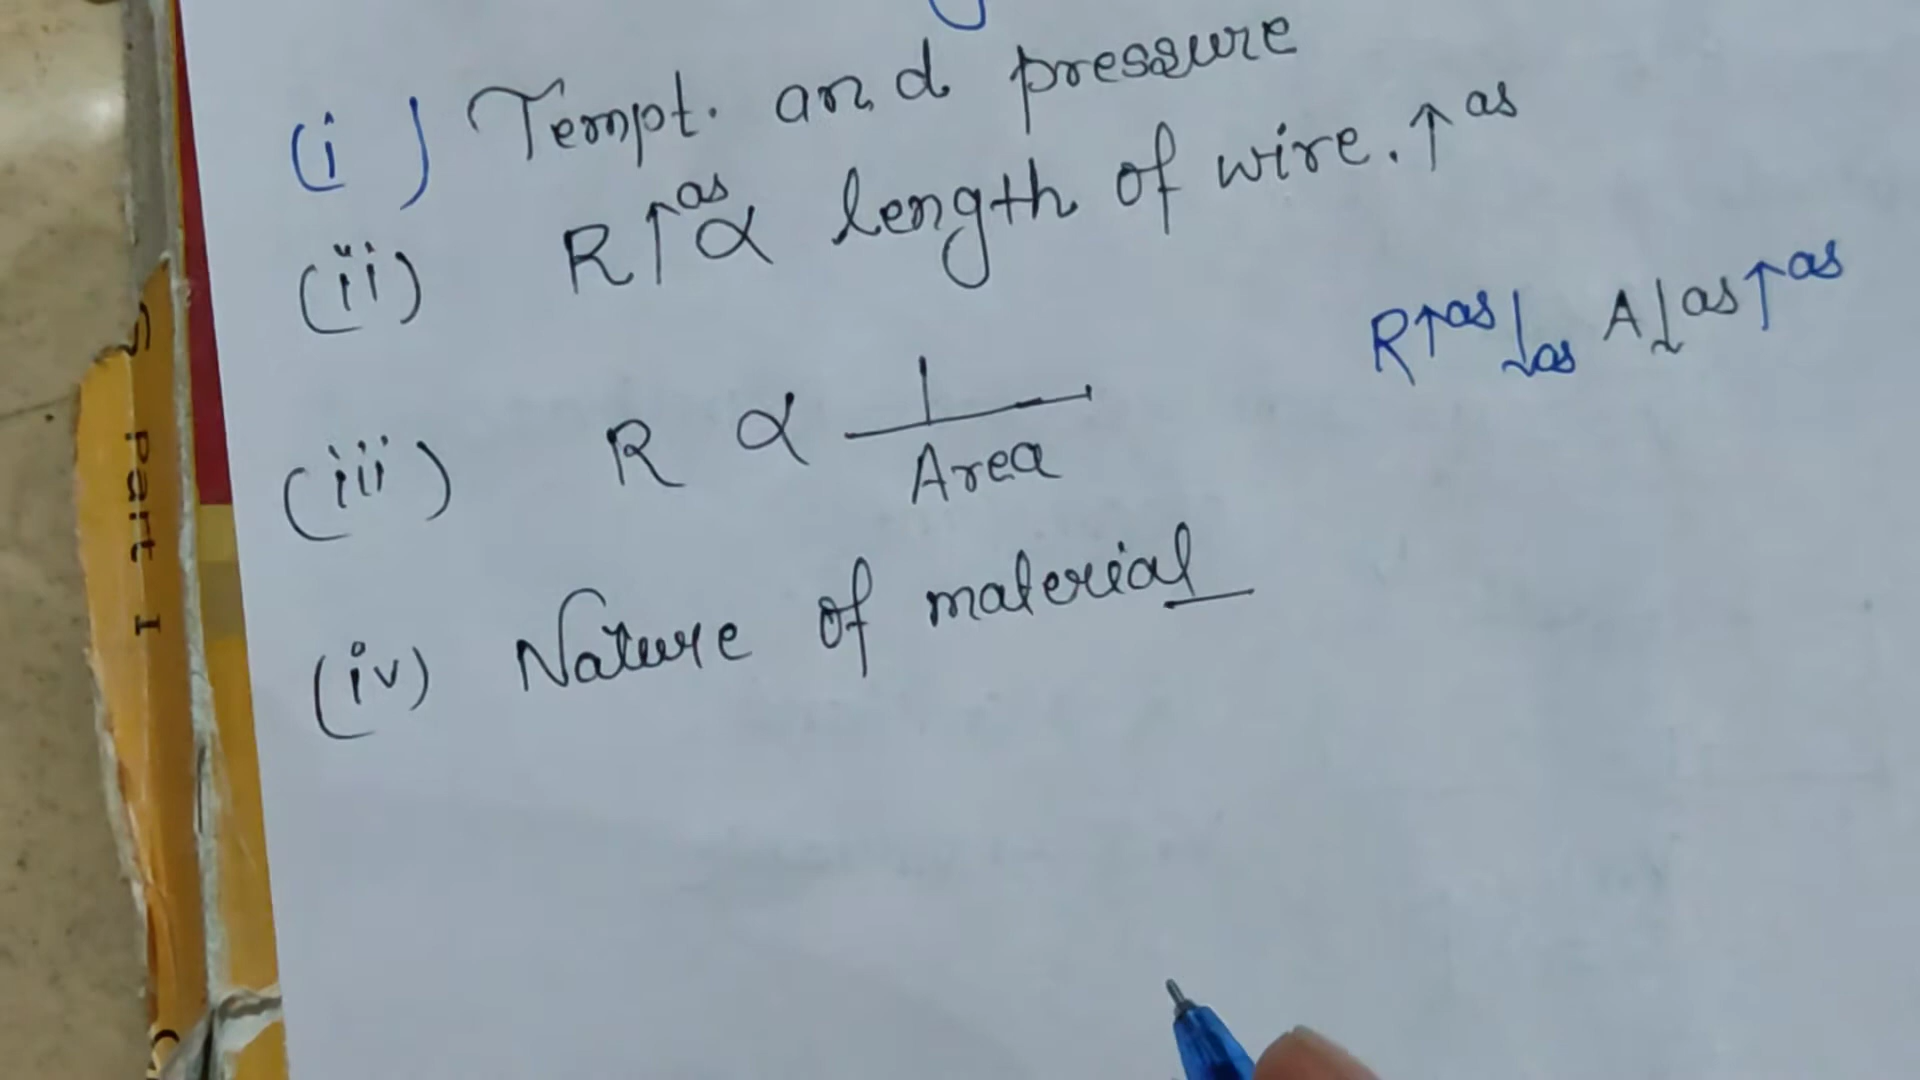 (i) Tempt. and pressure
(ii) R↑as ∝ length of wire.↑as
R↑as↓as A↓as↑as
(iii) R ∝ 1/Area
(iv) Nature of material
Part I